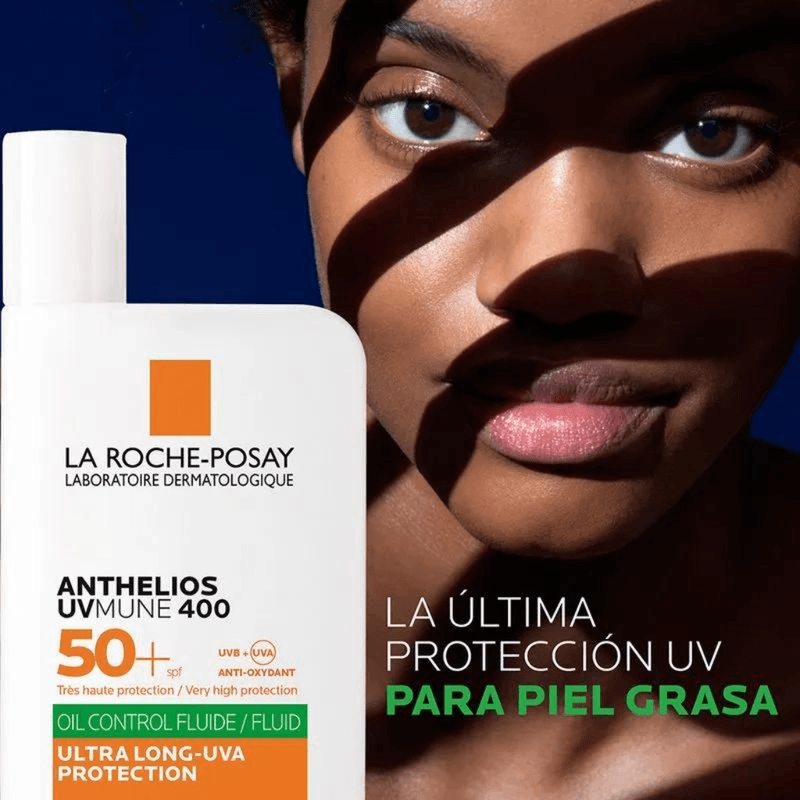 LA ROCHE-POSAY
LABORATOIRE DERMATOLOGIQUE
ANTHELIOS
UVMUNE 400
50+ spf
UVB + UVA
ANTI-OXYDANT
Très haute protection / Very high protection
OIL CONTROL FLUIDE / FLUID
ULTRA LONG-UVA
PROTECTION
LA ÚLTIMA
PROTECCIÓN UV
PARA PIEL GRASA